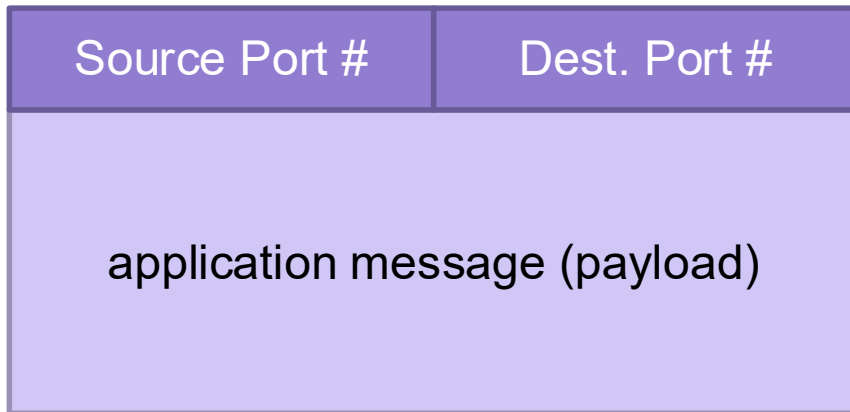 Source Port # Dest. Port #
application message (payload)